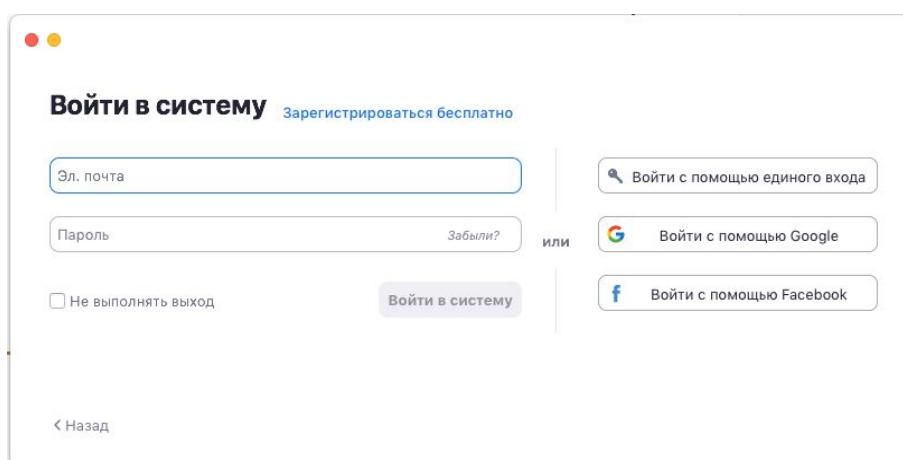 Войти в систему Зарегистрироваться бесплатно
Эл. почта
Пароль Забыли?
Не выполнять выход Войти в систему
или
Войти с помощью единого входа
Войти с помощью Google
Войти с помощью Facebook
Назад